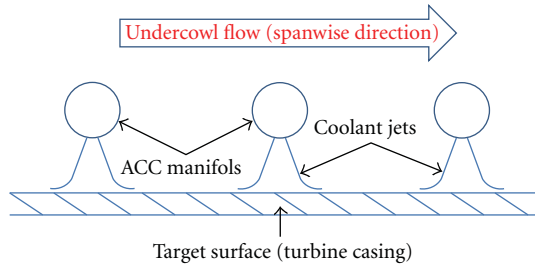 Undercowl flow (spanwise direction)
Coolant jets
ACC manifols
Target surface (turbine casing)